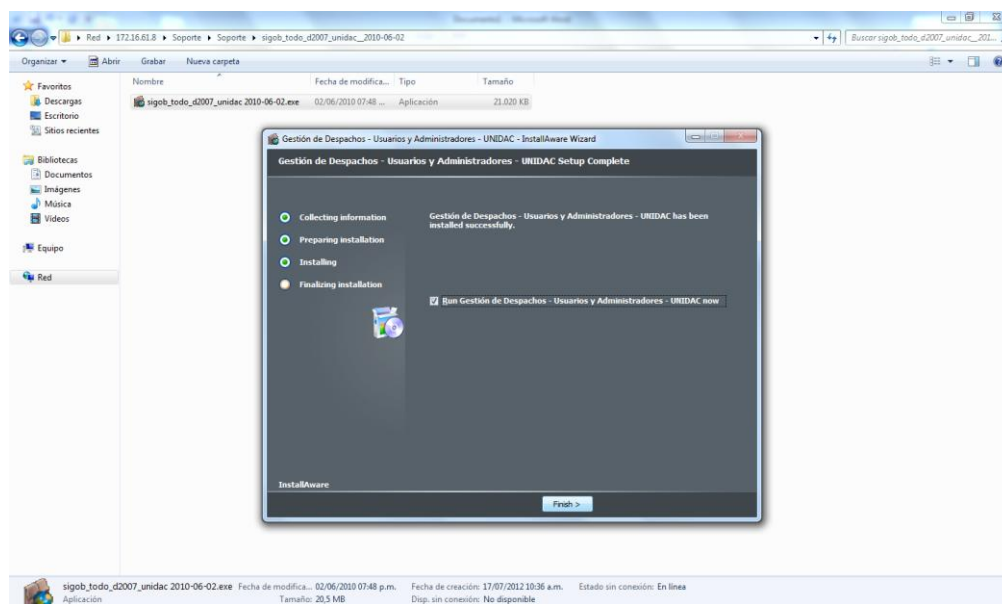 Documento1 - Microsoft Word
Red ▸ 172.16.61.8 ▸ Soporte ▸ Soporte ▸ sigob_todo_d2007_unidac__2010-06-02
Buscar sigob_todo_d2007_unidac__201...
Organizar Abrir Grabar Nueva carpeta
Nombre Fecha de modifica... Tipo Tamaño
sigob_todo_d2007_unidac 2010-06-02.exe 02/06/2010 07:48 ... Aplicación 21.020 KB
Favoritos
Descargas
Escritorio
Sitios recientes
Bibliotecas
Documentos
Imágenes
Música
Vídeos
Equipo
Red
Gestión de Despachos - Usuarios y Administradores - UNIDAC - InstallAware Wizard
Gestión de Despachos - Usuarios y Administradores - UNIDAC Setup Complete
Collecting information
Preparing installation
Installing
Finalizing installation
Gestión de Despachos - Usuarios y Administradores - UNIDAC has been
installed successfully.
Run Gestión de Despachos - Usuarios y Administradores - UNIDAC now
InstallAware
Finish >
sigob_todo_d2007_unidac 2010-06-02.exe Fecha de modifica... 02/06/2010 07:48 p.m. Fecha de creación: 17/07/2012 10:36 a.m. Estado sin conexión: En línea
Aplicación Tamaño: 20,5 MB Disp. sin conexión: No disponible